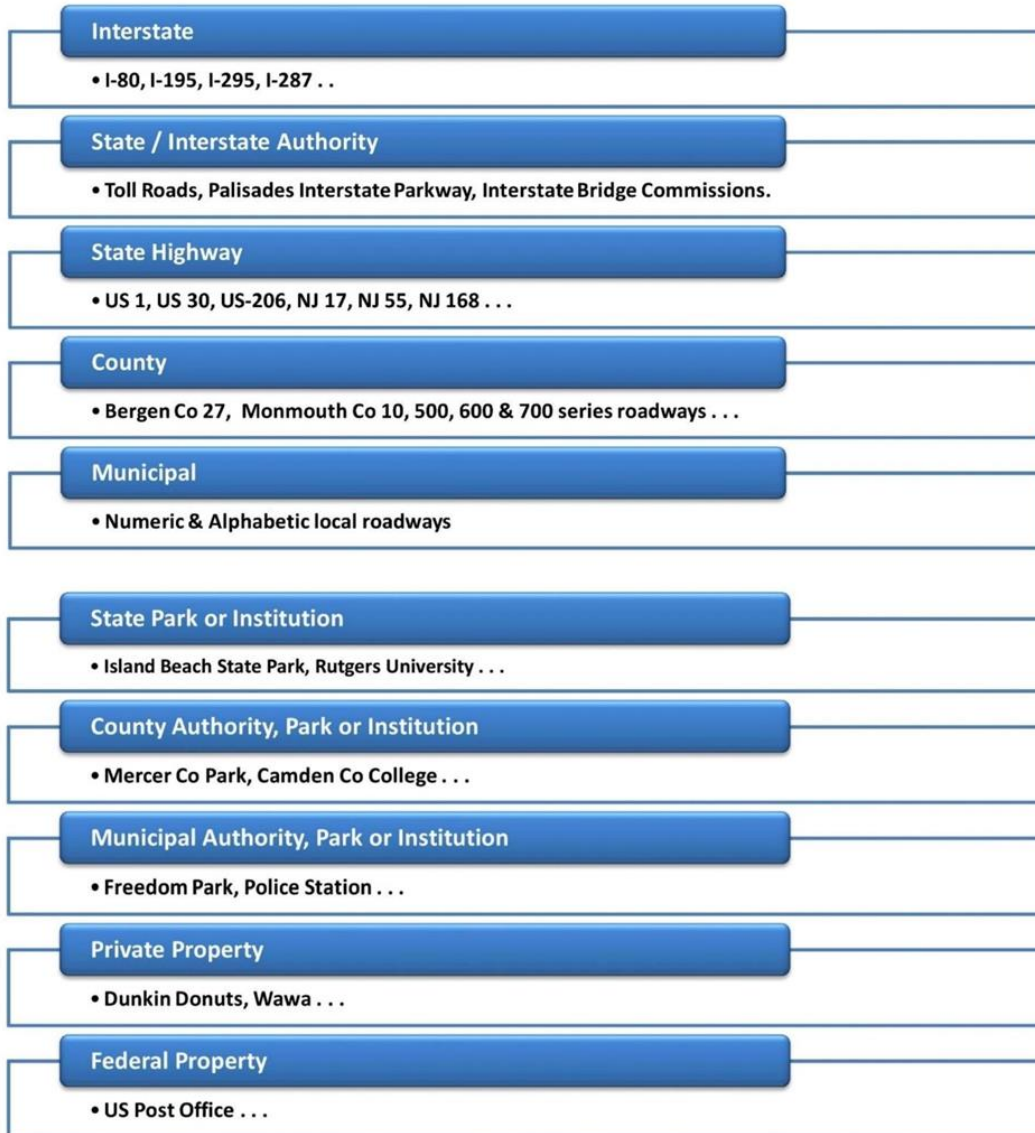 Interstate
• I-80, I-195, I-295, I-287 . .
State / Interstate Authority
• Toll Roads, Palisades Interstate Parkway, Interstate Bridge Commissions.
State Highway
• US 1, US 30, US-206, NJ 17, NJ 55, NJ 168 . . .
County
• Bergen Co 27, Monmouth Co 10, 500, 600 & 700 series roadways . . .
Municipal
• Numeric & Alphabetic local roadways
State Park or Institution
• Island Beach State Park, Rutgers University . . .
County Authority, Park or Institution
• Mercer Co Park, Camden Co College . . .
Municipal Authority, Park or Institution
• Freedom Park, Police Station . . .
Private Property
• Dunkin Donuts, Wawa . . .
Federal Property
• US Post Office . . .